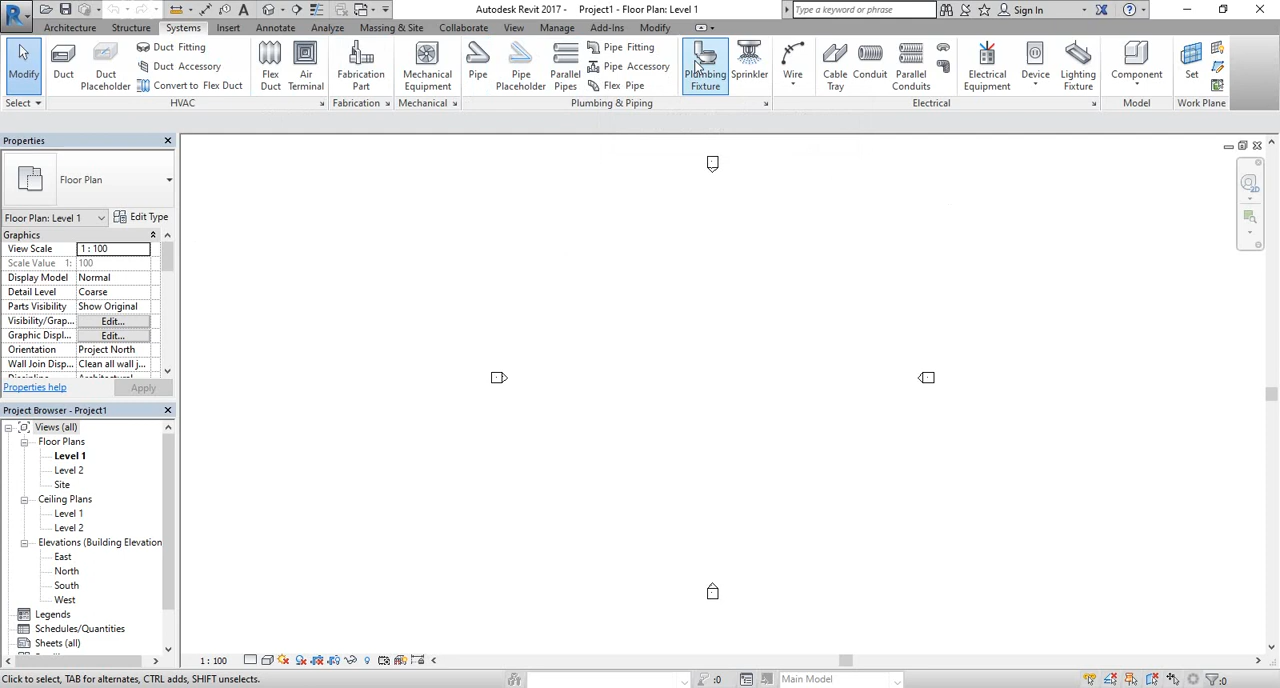 Autodesk Revit 2017 - Project1 - Floor Plan: Level 1
Type a keyword or phrase
Sign In
Architecture Structure Systems Insert Annotate Analyze Massing & Site Collaborate View Manage Add-Ins Modify
Modify
Duct
Duct Placeholder
Duct Fitting
Duct Accessory
Convert to Flex Duct
Flex Duct
Air Terminal
Fabrication Part
Mechanical Equipment
Pipe
Pipe Placeholder
Parallel Pipes
Pipe Fitting
Pipe Accessory
Flex Pipe
Plumbing Fixture
Sprinkler
Wire
Cable Tray
Conduit
Parallel Conduits
Electrical Equipment
Device
Lighting Fixture
Component
Set
Select HVAC Fabrication Mechanical Plumbing & Piping Electrical Model Work Plane
Properties
Floor Plan
Floor Plan: Level 1 Edit Type
Graphics
View Scale 1 : 100
Scale Value 1: 100
Display Model Normal
Detail Level Coarse
Parts Visibility Show Original
Visibility/Grap... Edit...
Graphic Displ... Edit...
Orientation Project North
Wall Join Disp... Clean all wall j...
Properties help Apply
Project Browser - Project1
Views (all)
Floor Plans
Level 1
Level 2
Site
Ceiling Plans
Level 1
Level 2
Elevations (Building Elevation
East
North
South
West
Legends
Schedules/Quantities
Sheets (all)
1 : 100
2D
Click to select, TAB for alternates, CTRL adds, SHIFT unselects.
:0
Main Model
:0